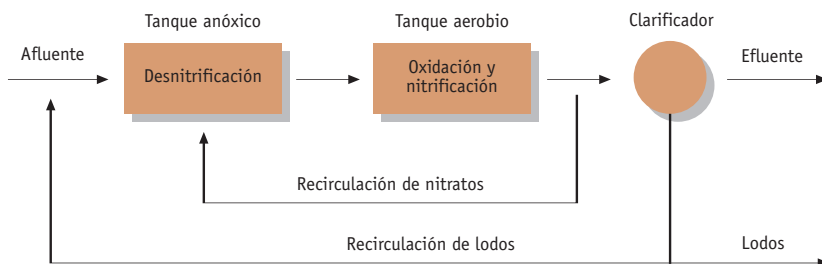 Tanque anóxico
Tanque aerobio
Clarificador
Afluente
Desnitrificación
Oxidación y
nitrificación
Efluente
Recirculación de nitratos
Recirculación de lodos
Lodos